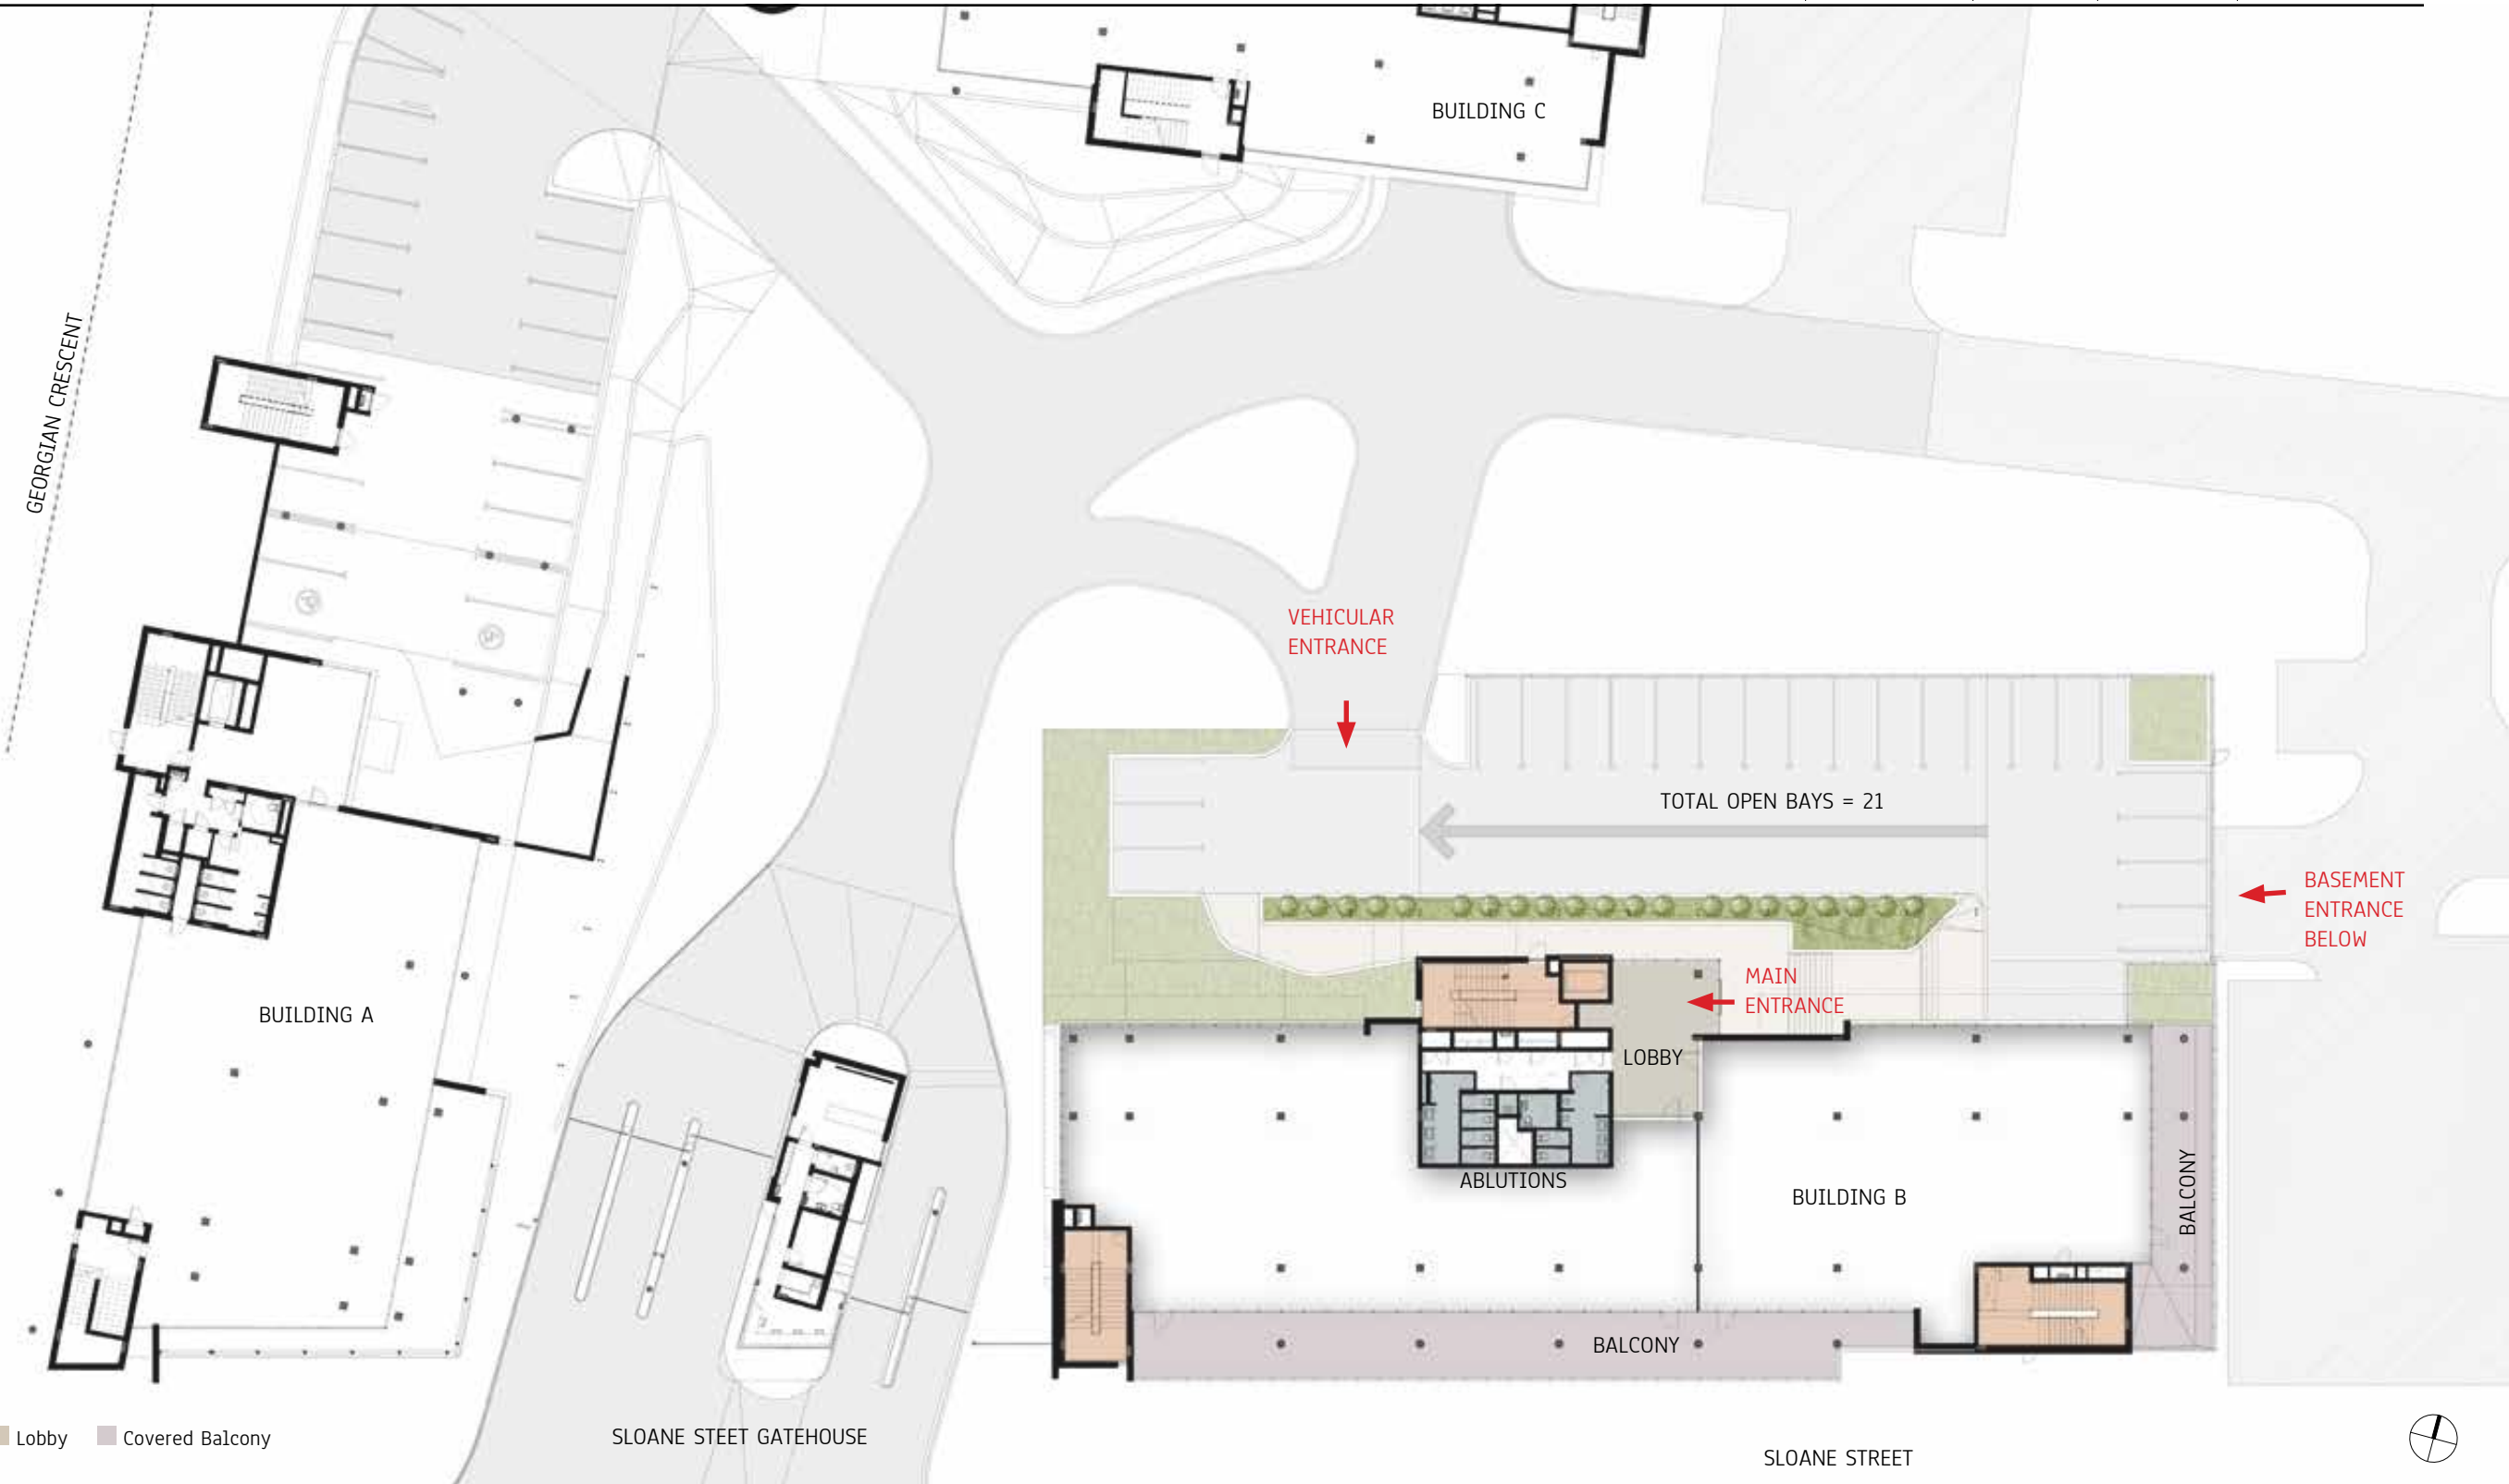 BUILDING C
GEORGIAN CRESCENT
VEHICULAR
ENTRANCE
TOTAL OPEN BAYS = 21
BASEMENT
ENTRANCE
BELOW
MAIN
ENTRANCE
BUILDING A
LOBBY
ABLUTIONS
BUILDING B
BALCONY
BALCONY
Lobby
Covered Balcony
SLOANE STEET GATEHOUSE
SLOANE STREET